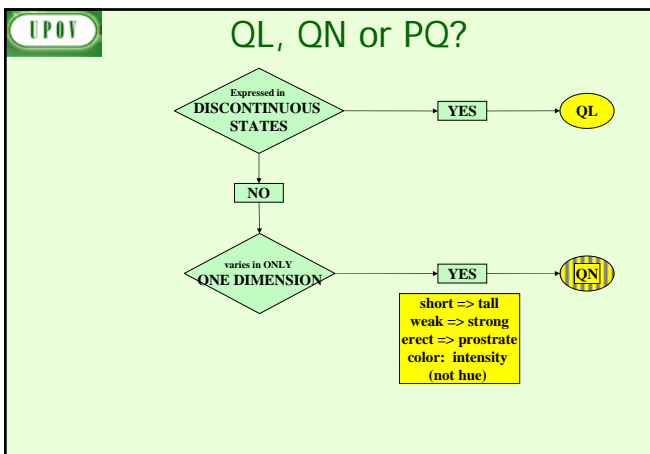 UPOV
QL, QN or PQ?
Expressed in
DISCONTINUOUS
STATES
YES
QL
NO
varies in ONLY
ONE DIMENSION
YES
QN
short => tall
weak => strong
erect => prostrate
color: intensity
(not hue)